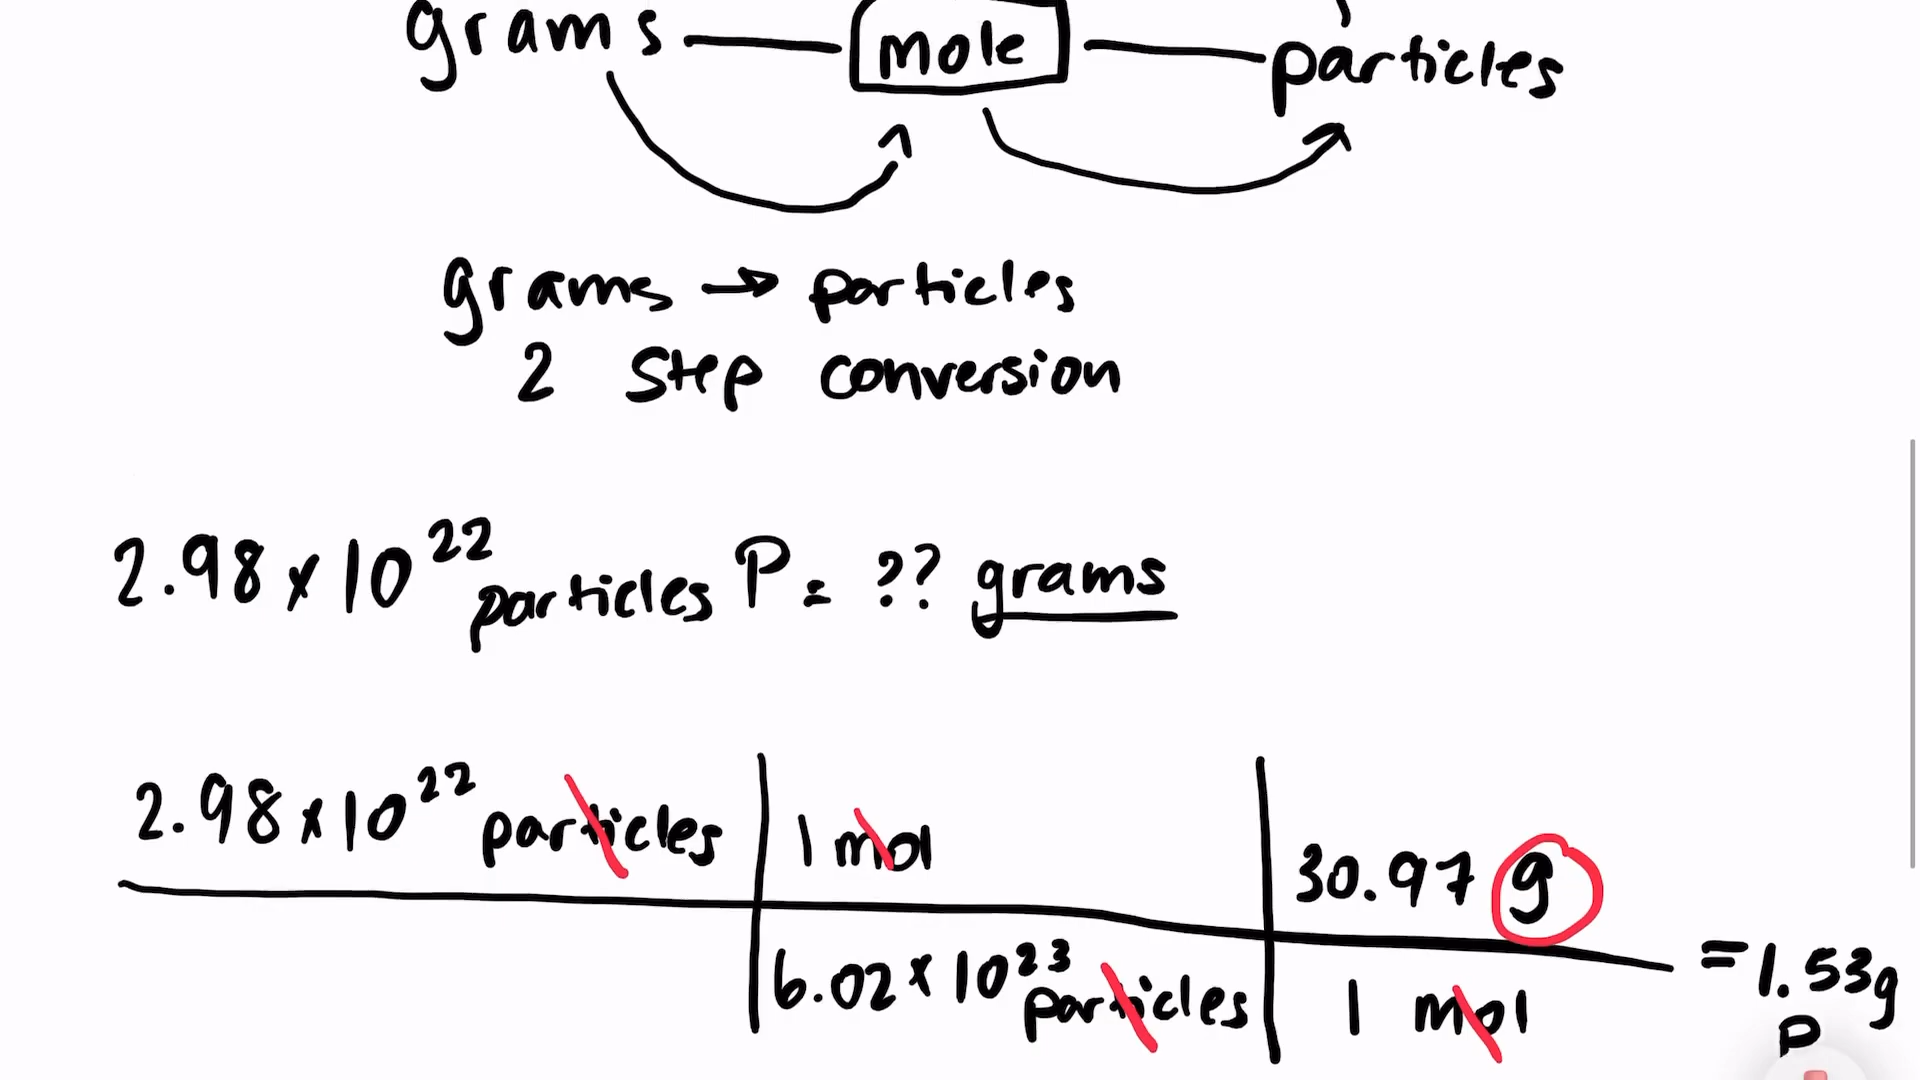 grams — mole — particles
grams → particles
2 step conversion
2.98 x 10²² particles P = ?? grams
2.98 x 10²² particles | 1 mol | 30.97 g
6.02 x 10²³ particles | 1 mol = 1.53g
P